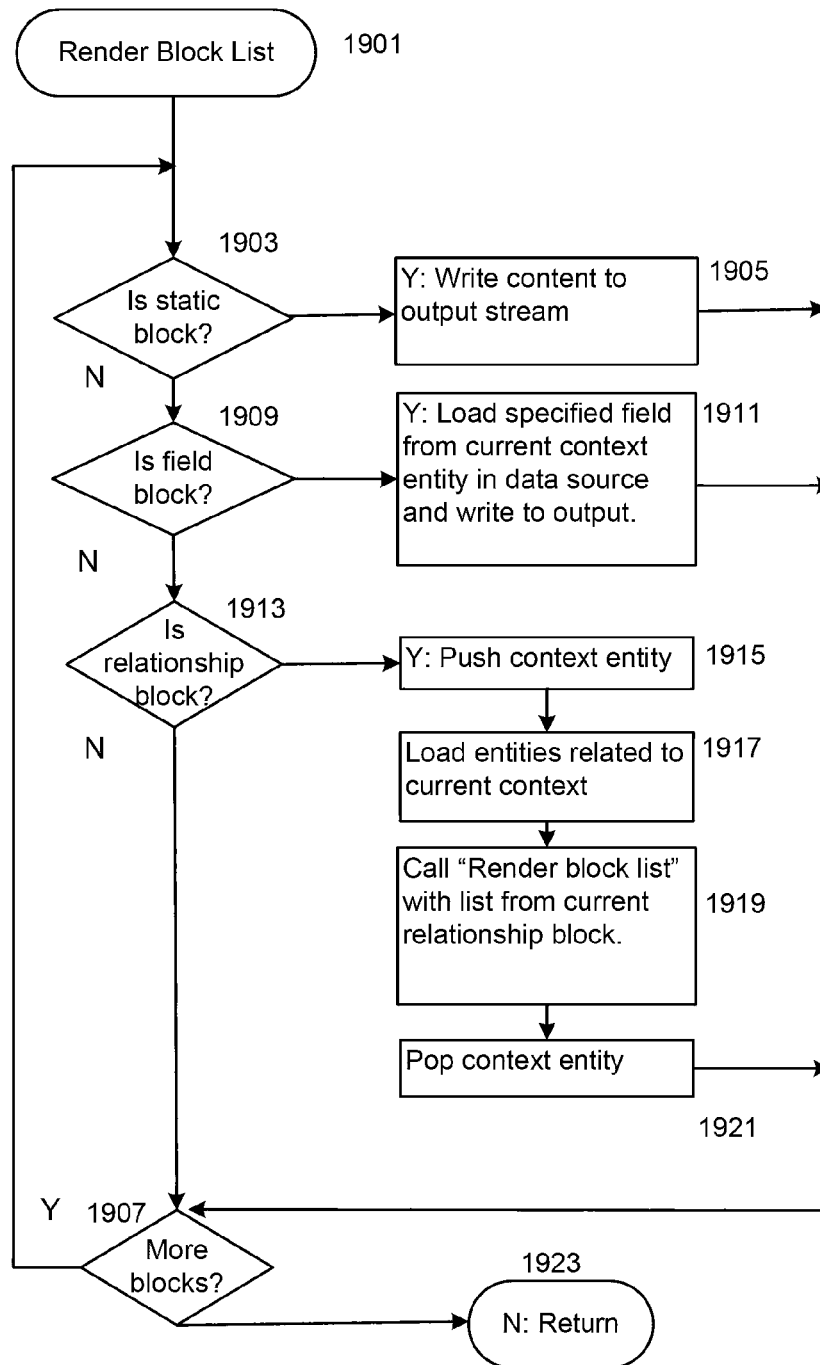 Render Block List
1901
1903
Is static
block?
Y: Write content to
output stream
1905
N
1909
Is field
block?
Y: Load specified field
from current context
entity in data source
and write to output.
1911
N
1913
Is
relationship
block?
Y: Push context entity
1915
N
Load entities related to
current context
1917
Call “Render block list”
with list from current
relationship block.
1919
Pop context entity
1921
Y
1907
More
blocks?
1923
N: Return